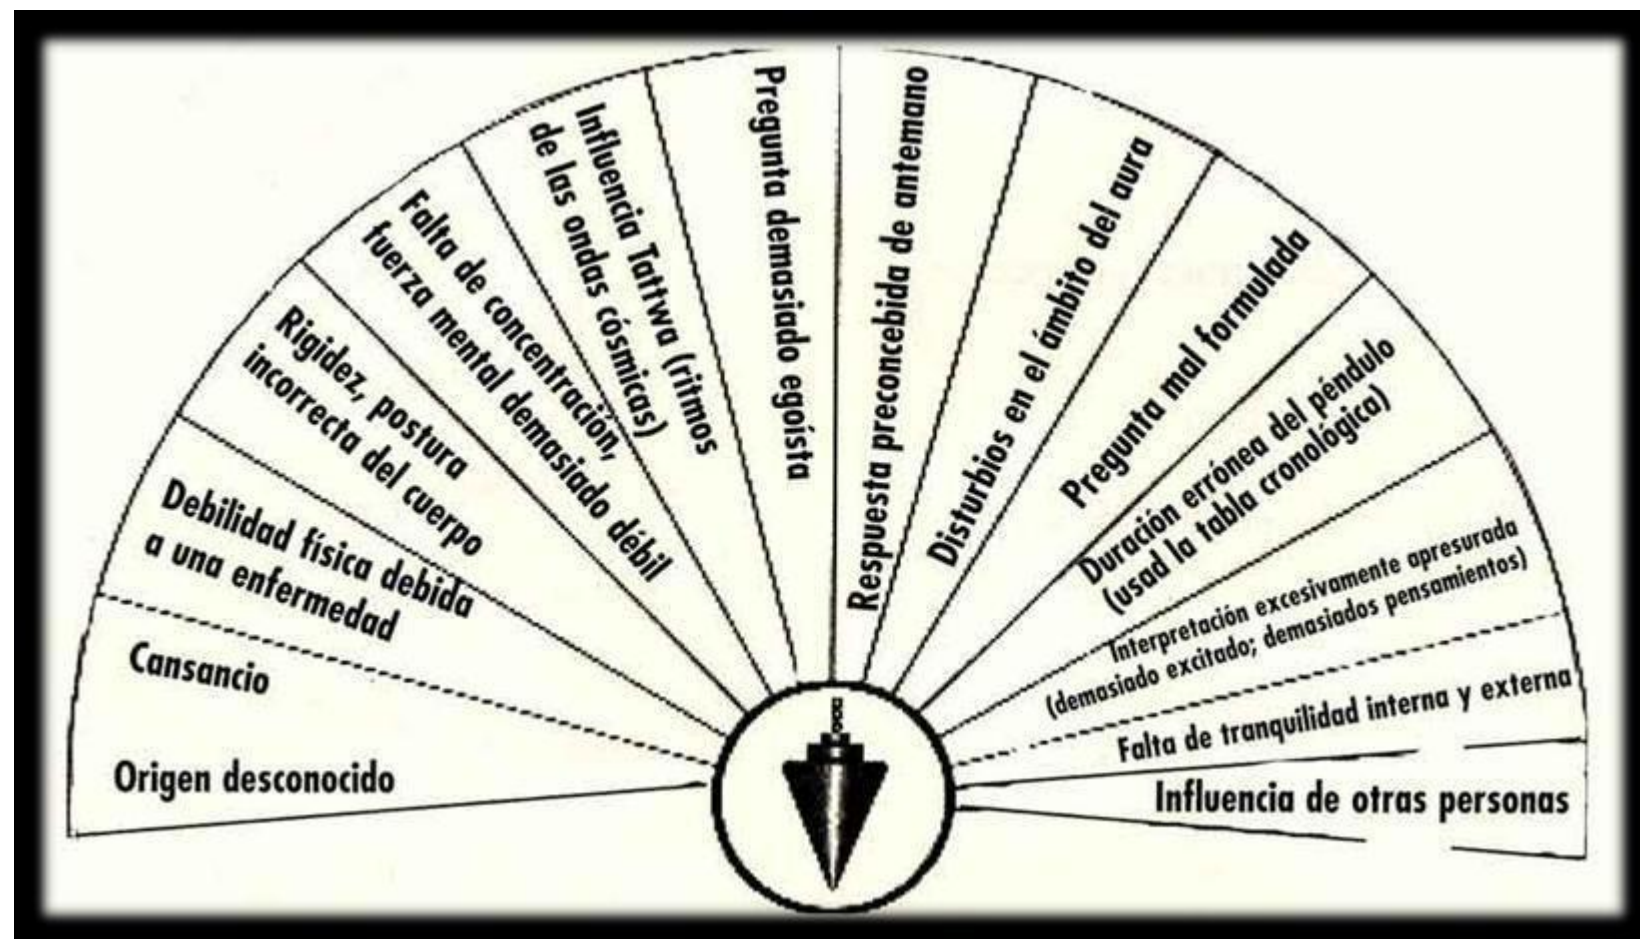 Origen desconocido
Cansancio
Debilidad física debida
a una enfermedad
Rigidez, postura
incorrecta del cuerpo
Falta de concentración,
fuerza mental demasiado débil
Influencia Tattwa (ritmos
de las ondas cósmicas)
Pregunta demasiado egoísta
Respuesta preconcebida de antemano
Disturbios en el ámbito del aura
Pregunta mal formulada
Duración errónea del péndulo
(usad la tabla cronológica)
Interpretación excesivamente apresurada
(demasiado excitado; demasiados pensamientos)
Falta de tranquilidad interna y externa
Influencia de otras personas